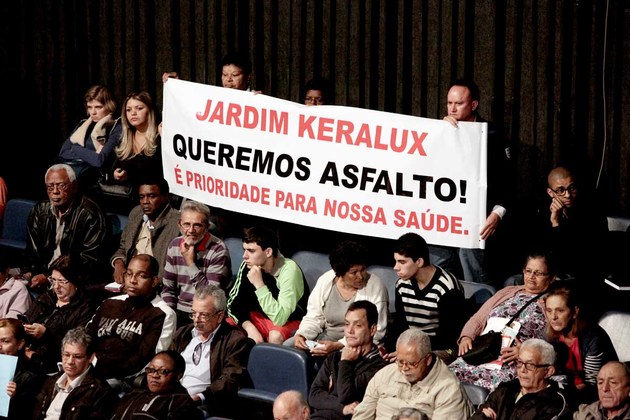 JARDIM KERALUX
QUEREMOS ASFALTO!
É PRIORIDADE PARA NOSSA SAÚDE.